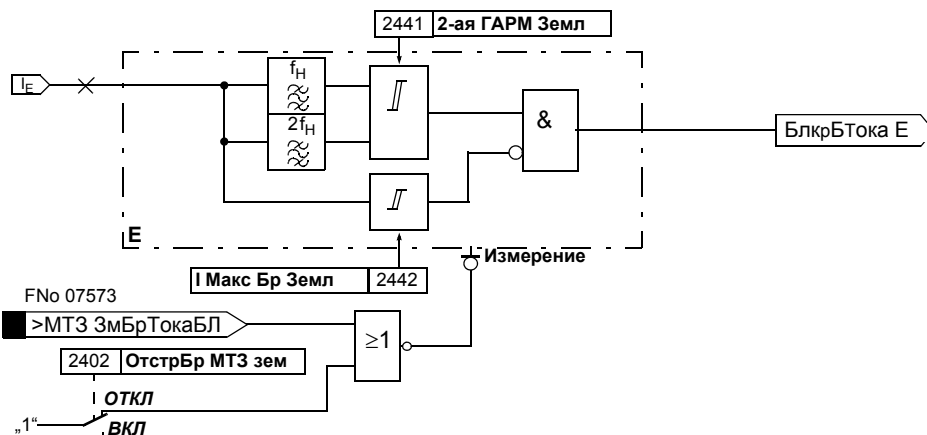 2441 2-ая ГАРМ Земл
I_E
f_H
2f_H
&
БлкрБТока E
E
Измерение
I Макс Бр Земл 2442
FNo 07573
>МТЗ ЗмБрТокаБЛ
≥1
2402 ОтстрБр МТЗ зем
ОТКЛ
„1“
ВКЛ